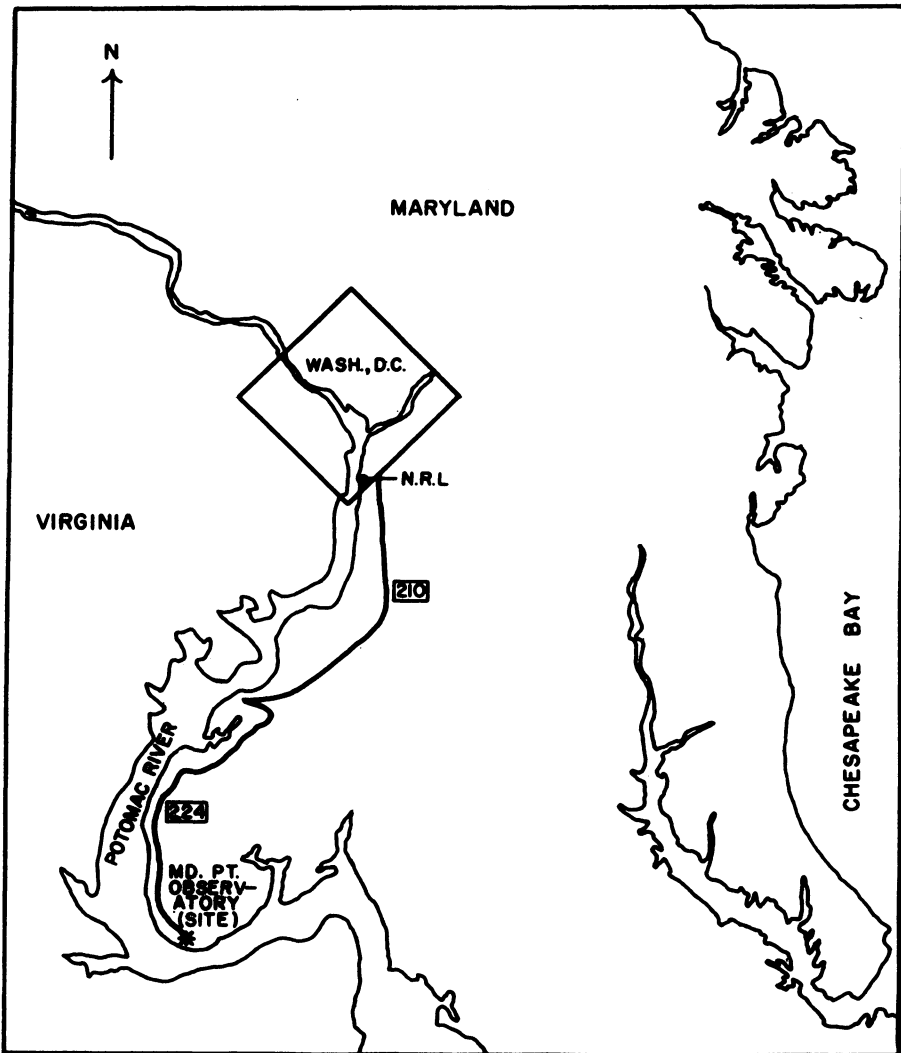 N
MARYLAND
WASH., D.C.
N.R.L
VIRGINIA
210
CHESAPEAKE BAY
POTOMAC RIVER
224
MD. PT.
OBSERV-
ATORY
(SITE)